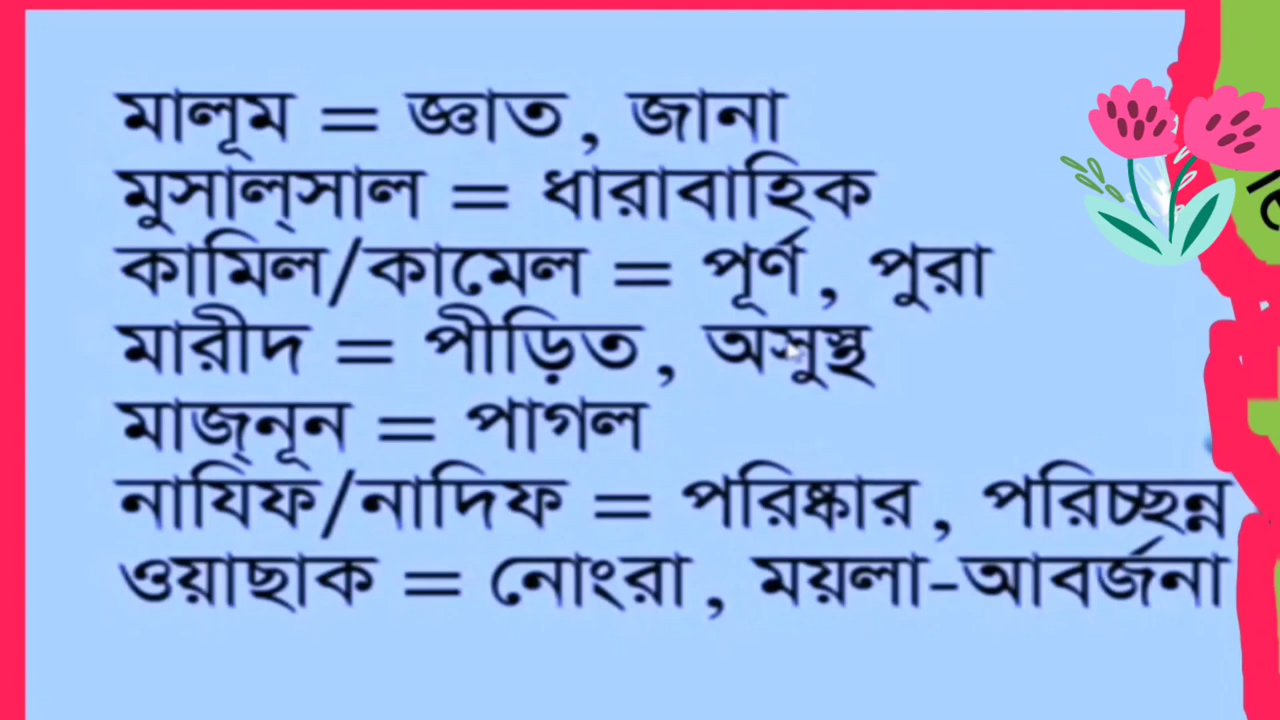 মালূম = জ্ঞাত, জানা
মুসাল্‌সাল = ধারাবাহিক
কামিল/কামেল = পূর্ণ, পুরা
মারীদ = পীড়িত, অসুস্থ
মাজ্‌নূন = পাগল
নাযিফ/নাদিফ = পরিষ্কার, পরিচ্ছন্ন
ওয়াছাক = নোংরা, ময়লা-আবর্জনা